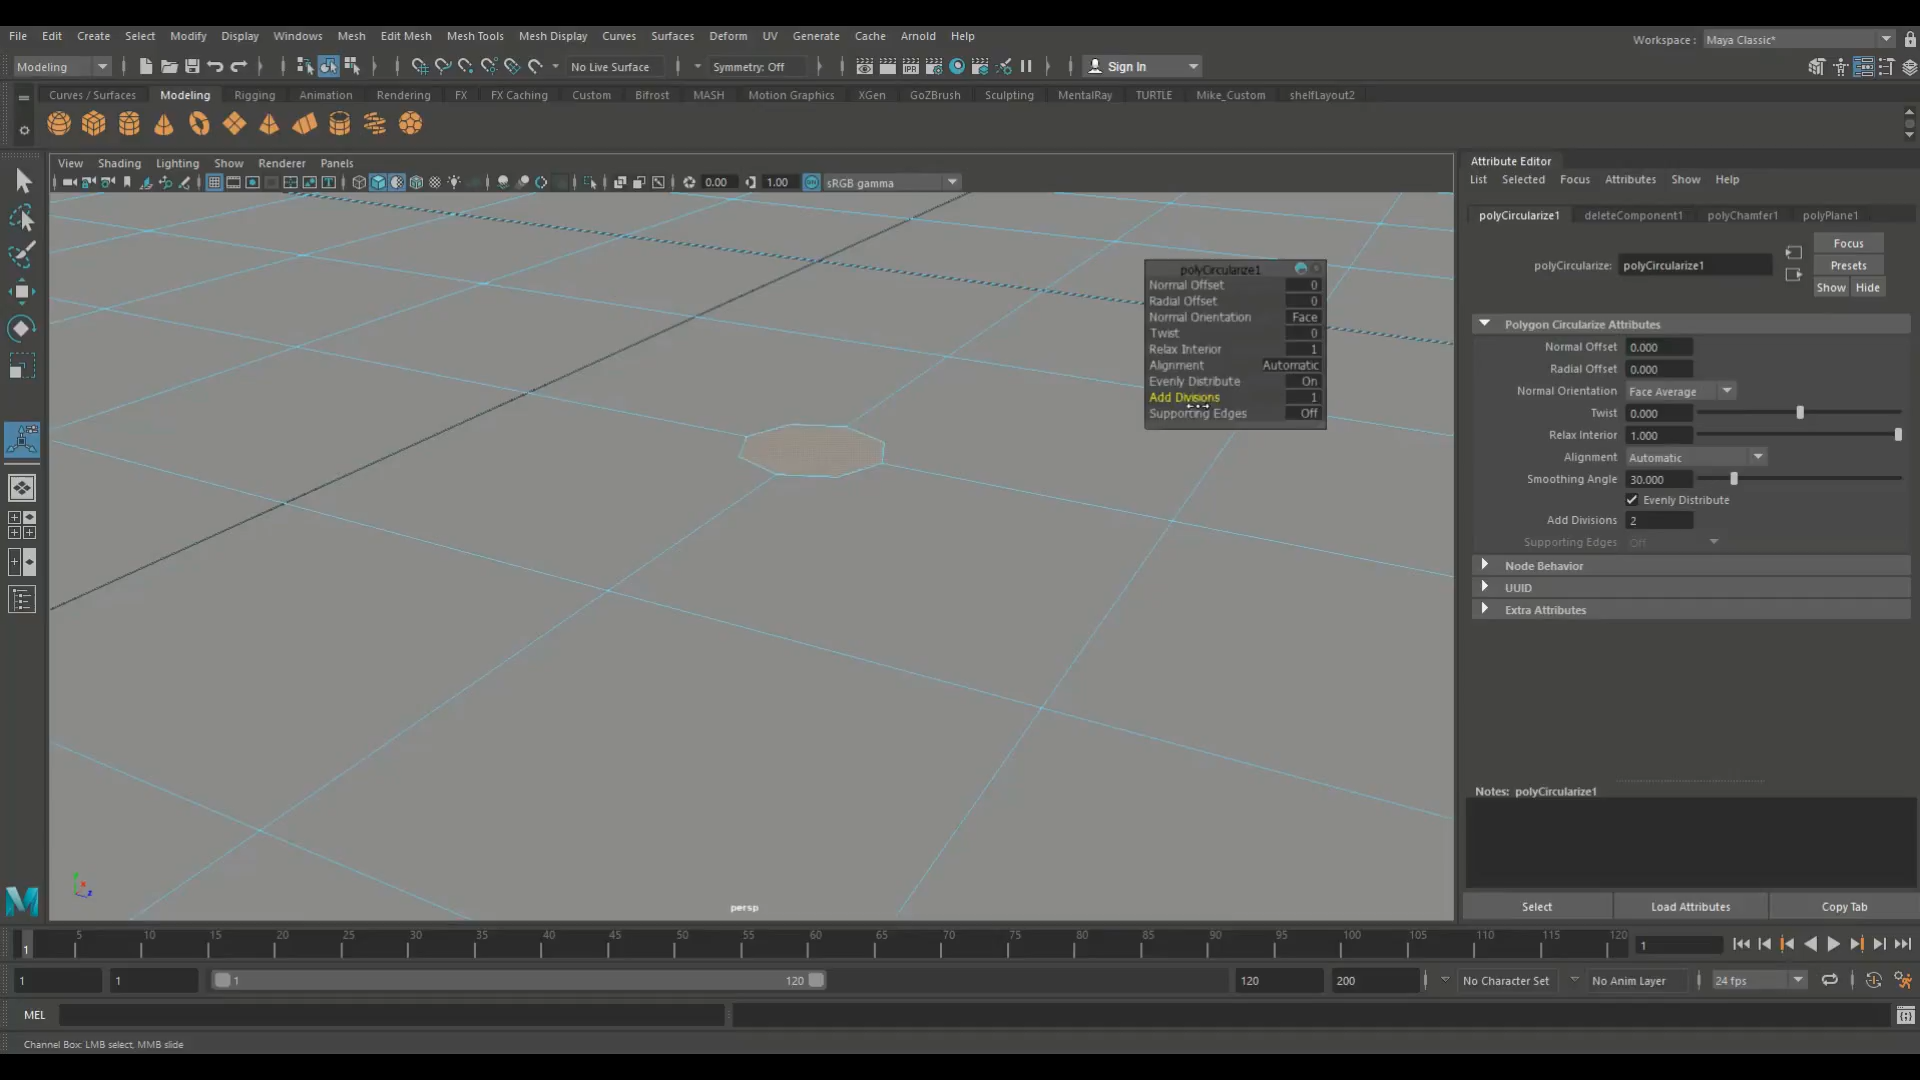 File Edit Create Select Modify Display Windows Mesh Edit Mesh Mesh Tools Mesh Display Curves Surfaces Deform UV Generate Cache Arnold Help
Workspace : Maya Classic*
Modeling No Live Surface Symmetry: Off Sign In
Curves / Surfaces Modeling Rigging Animation Rendering FX FX Caching Custom Bifrost MASH Motion Graphics XGen GoZBrush Sculpting MentalRay TURTLE Mike_Custom shelfLayout2
View Shading Lighting Show Renderer Panels
0.00 1.00 sRGB gamma
polyCircularize1
Normal Offset 0
Radial Offset 0
Normal Orientation Face
Twist 0
Relax Interior 1
Alignment Automatic
Evenly Distribute On
Add Divisions 1
Supporting Edges Off
persp
Attribute Editor
List Selected Focus Attributes Show Help
polyCircularize1 deleteComponent1 polyChamfer1 polyPlane1
Focus
polyCircularize: polyCircularize1 Presets
Show Hide
Polygon Circularize Attributes
Normal Offset 0.000
Radial Offset 0.000
Normal Orientation Face Average
Twist 0.000
Relax Interior 1.000
Alignment Automatic
Smoothing Angle 30.000
Evenly Distribute
Add Divisions 2
Supporting Edges Off
Node Behavior
UUID
Extra Attributes
Notes: polyCircularize1
Select Load Attributes Copy Tab
1 5 10 15 20 25 30 35 40 45 50 55 60 65 70 75 80 85 90 95 100 105 110 115 120 1
1 1 1 120 120 200 No Character Set No Anim Layer 24 fps
MEL
Channel Box: LMB select, MMB slide